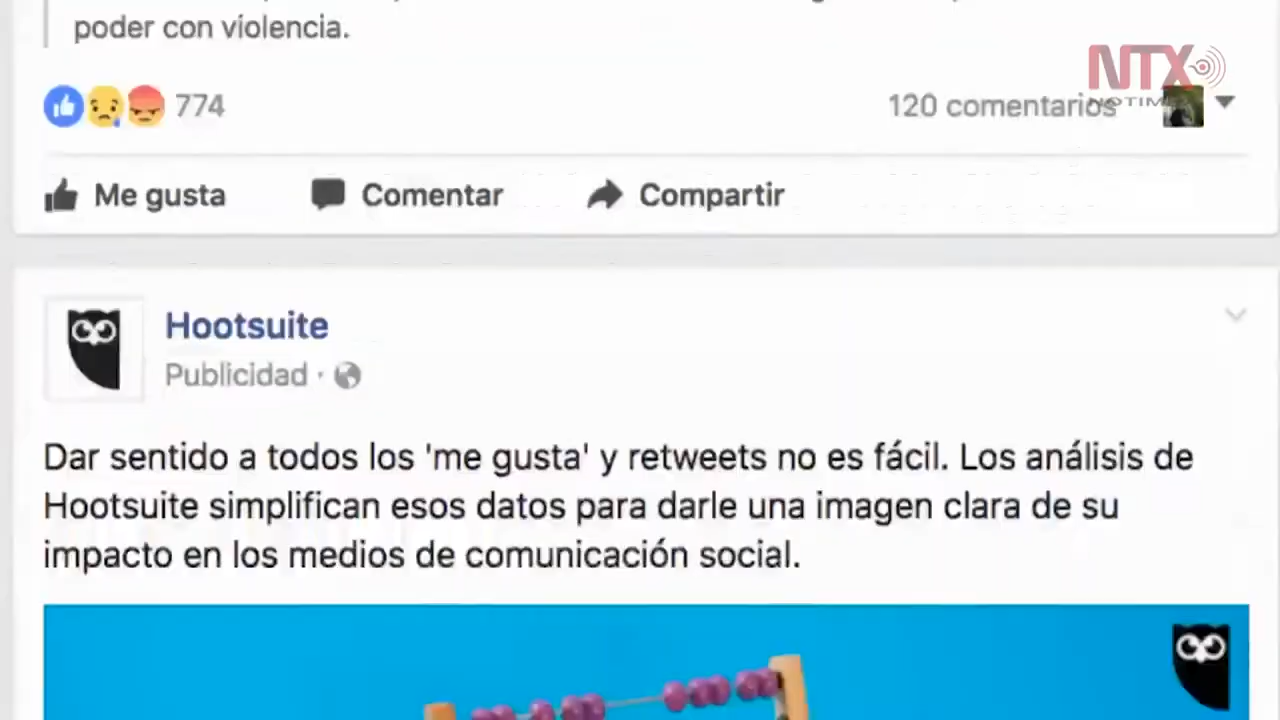 poder con violencia.
NTX
774
120 comentarios
Me gusta
Comentar
Compartir
Hootsuite
Publicidad ·
Dar sentido a todos los 'me gusta' y retweets no es fácil. Los análisis de
Hootsuite simplifican esos datos para darle una imagen clara de su
impacto en los medios de comunicación social.